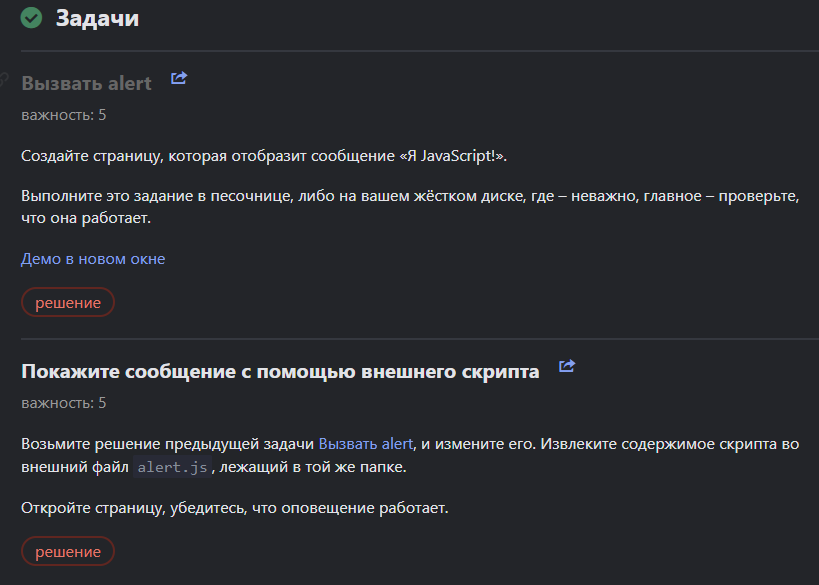 Задачи
Вызвать alert
важность: 5
Создайте страницу, которая отобразит сообщение «Я JavaScript!».
Выполните это задание в песочнице, либо на вашем жёстком диске, где – неважно, главное – проверьте,
что она работает.
Демо в новом окне
решение
Покажите сообщение с помощью внешнего скрипта
важность: 5
Возьмите решение предыдущей задачи Вызвать alert, и измените его. Извлеките содержимое скрипта во
внешний файл alert.js, лежащий в той же папке.
Откройте страницу, убедитесь, что оповещение работает.
решение